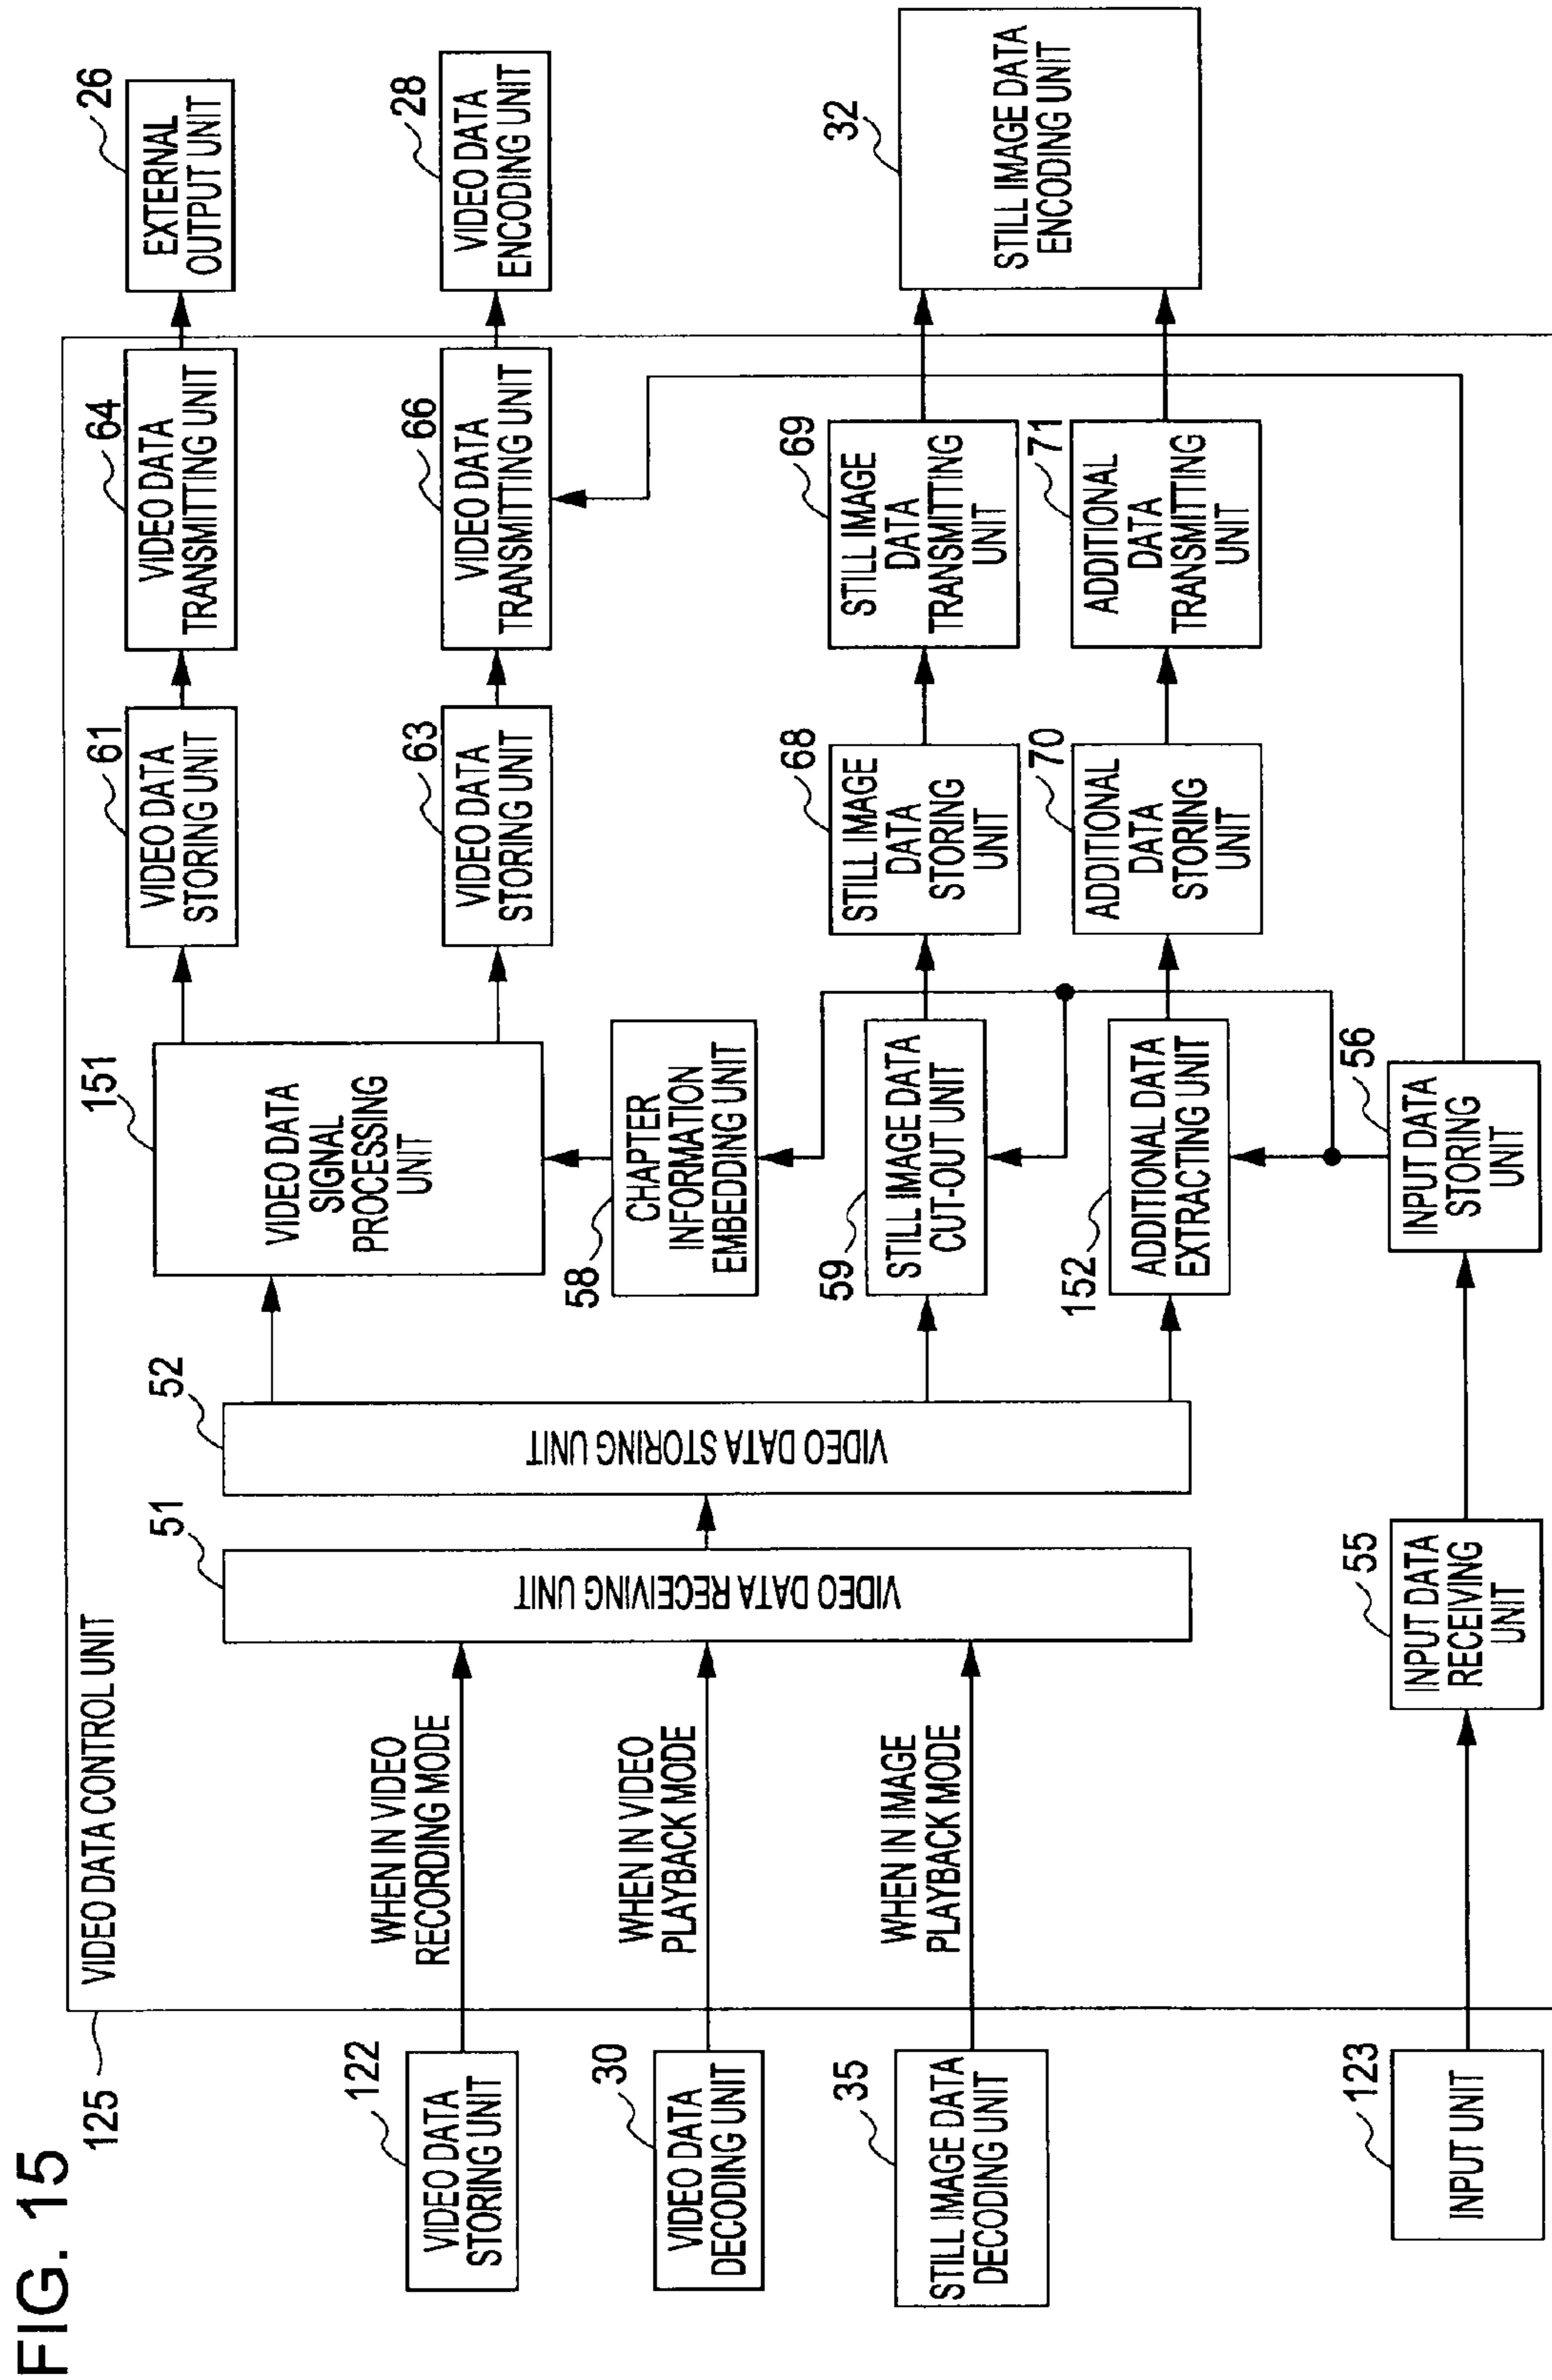 FIG. 15
125
VIDEO DATA CONTROL UNIT
122
VIDEO DATA
STORING UNIT
WHEN IN VIDEO
RECORDING MODE
30
VIDEO DATA
DECODING UNIT
WHEN IN VIDEO
PLAYBACK MODE
35
STILL IMAGE DATA
DECODING UNIT
WHEN IN IMAGE
PLAYBACK MODE
123
INPUT UNIT
51
VIDEO DATA RECEIVING UNIT
52
VIDEO DATA STORING UNIT
55
INPUT DATA
RECEIVING
UNIT
56
INPUT DATA
STORING
UNIT
151
VIDEO DATA
SIGNAL
PROCESSING
UNIT
58
CHAPTER
INFORMATION
EMBEDDING UNIT
59
STILL IMAGE DATA
CUT-OUT UNIT
152
ADDITIONAL DATA
EXTRACTING UNIT
61
VIDEO DATA
STORING UNIT
63
VIDEO DATA
STORING UNIT
68
STILL IMAGE
DATA
STORING
UNIT
70
ADDITIONAL
DATA
STORING
UNIT
64
VIDEO DATA
TRANSMITTING UNIT
66
VIDEO DATA
TRANSMITTING UNIT
69
STILL IMAGE
DATA
TRANSMITTING
UNIT
71
ADDITIONAL
DATA
TRANSMITTING
UNIT
26
EXTERNAL
OUTPUT UNIT
28
VIDEO DATA
ENCODING UNIT
32
STILL IMAGE DATA
ENCODING UNIT